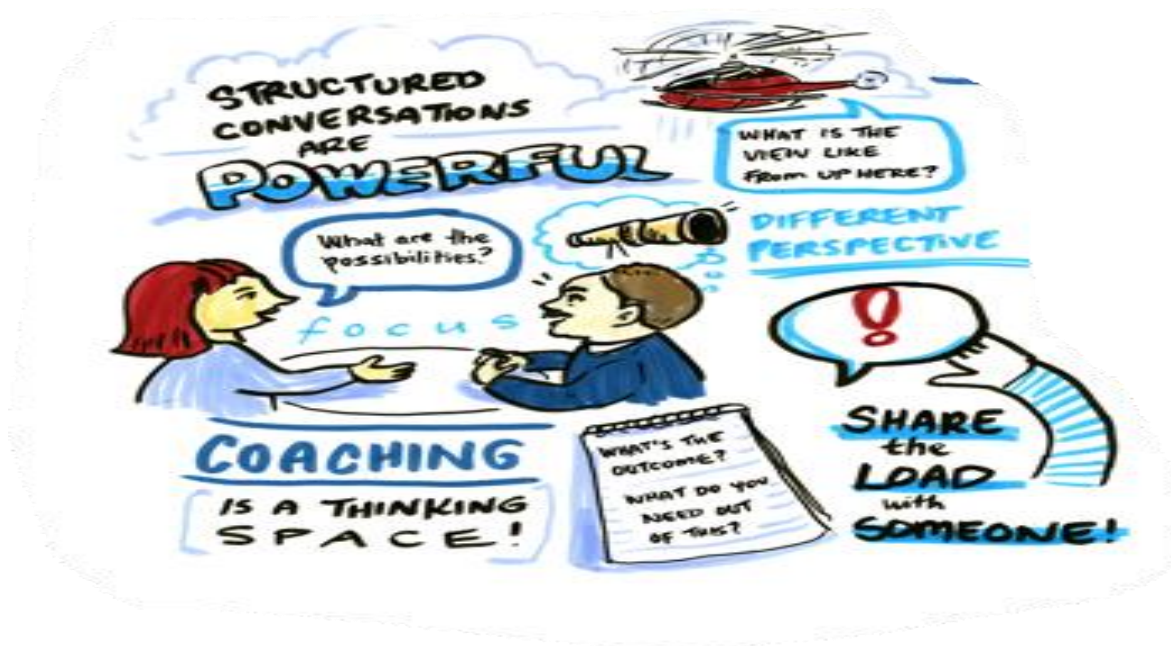 STRUCTURED
CONVERSATIONS
ARE
POWERFUL
WHAT IS THE
VIEW LIKE
FROM UP HERE?
DIFFERENT
PERSPECTIVE
What are the
possibilities?
focus
!
COACHING
IS A THINKING
SPACE!
WHAT'S THE
OUTCOME?
WHAT DO YOU
NEED OUT
OF THIS?
SHARE
the
LOAD
with
SOMEONE!